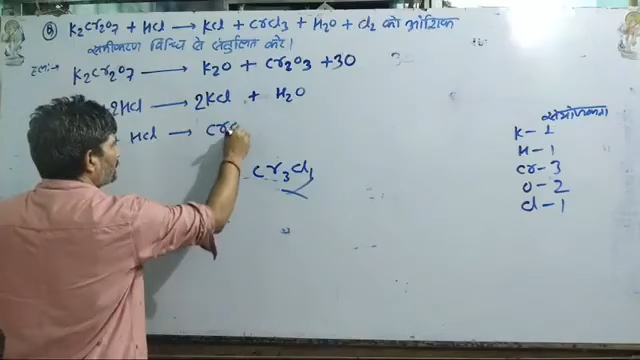 (B) K₂Cr₂O₇ + HCl → KCl + CrCl₃ + H₂O + Cl₂ को आंशिक
समीकरण विधि से संतुलित करें।
हल:- K₂Cr₂O₇ → K₂O + Cr₂O₃ + 3O
2HCl → 2KCl + H₂O
HCl → Cr
Cr₃Cl₁
संयोजकता
K - 1
H - 1
Cr - 3
O - 2
Cl - 1